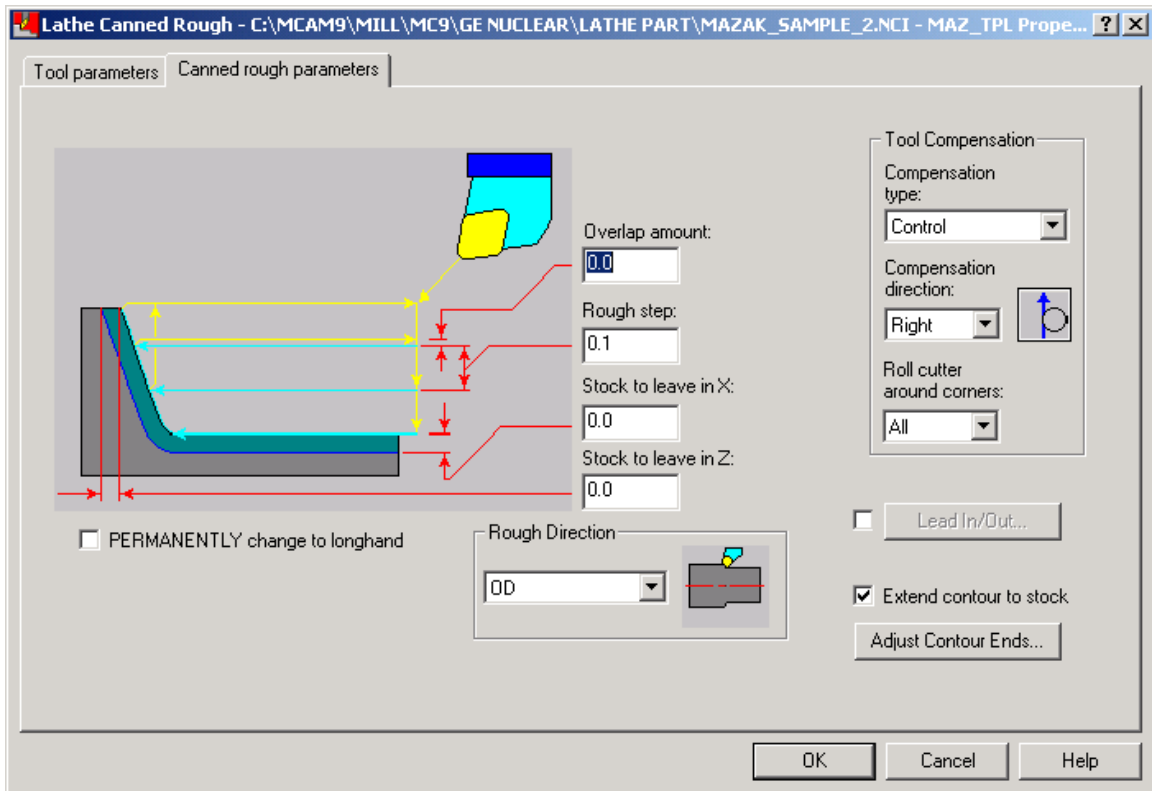 Lathe Canned Rough - C:\MCAM9\MILL\MC9\GE NUCLEAR\LATHE PART\MAZAK_SAMPLE_2.NCI - MAZ_TPL Prope...
Tool parameters
Canned rough parameters
Overlap amount:
0.0
Rough step:
0.1
Stock to leave in X:
0.0
Stock to leave in Z:
0.0
PERMANENTLY change to longhand
Rough Direction
OD
Tool Compensation
Compensation
type:
Control
Compensation
direction:
Right
Roll cutter
around corners:
All
Lead In/Out...
Extend contour to stock
Adjust Contour Ends...
OK
Cancel
Help